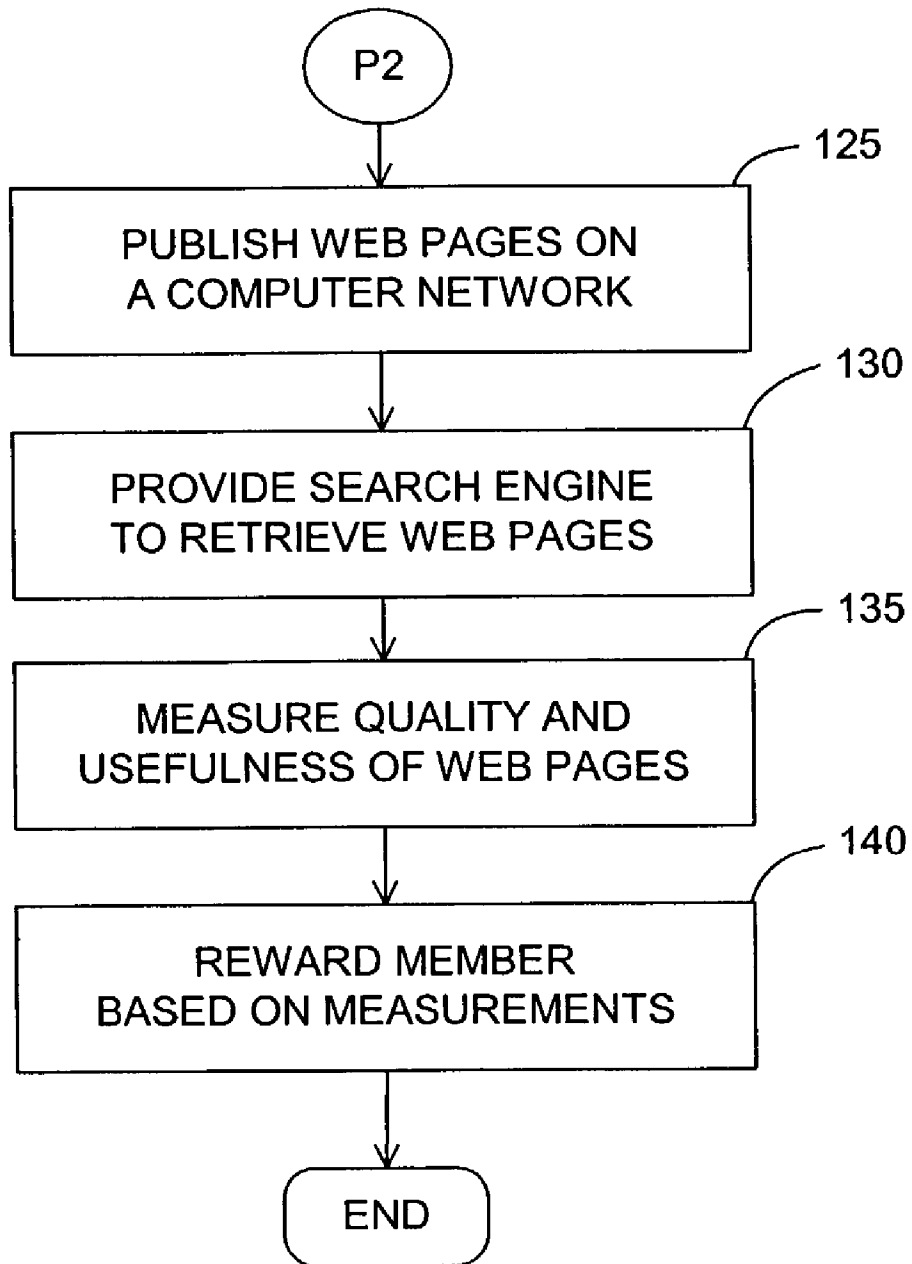 P2
125
PUBLISH WEB PAGES ON
A COMPUTER NETWORK
130
PROVIDE SEARCH ENGINE
TO RETRIEVE WEB PAGES
135
MEASURE QUALITY AND
USEFULNESS OF WEB PAGES
140
REWARD MEMBER
BASED ON MEASUREMENTS
END